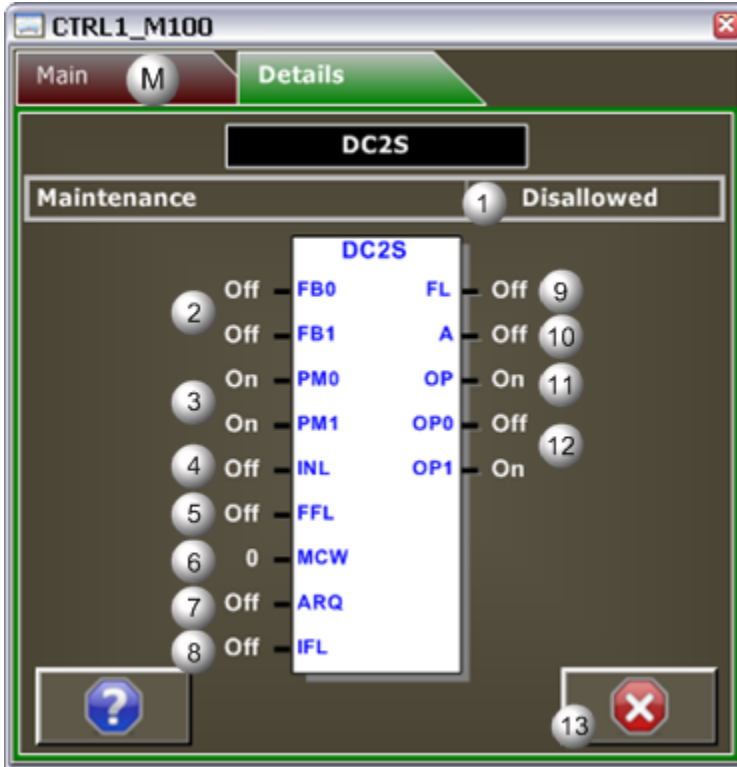 CTRL1_M100
Main M Details
DC2S
Maintenance 1 Disallowed
DC2S
2 Off FB0 FL Off 9
Off FB1 A Off 10
3 On PM0 OP On 11
On PM1 OP0 Off 12
4 Off INL OP1 On
5 Off FFL
6 0 MCW
7 Off ARQ
8 Off IFL
? 13